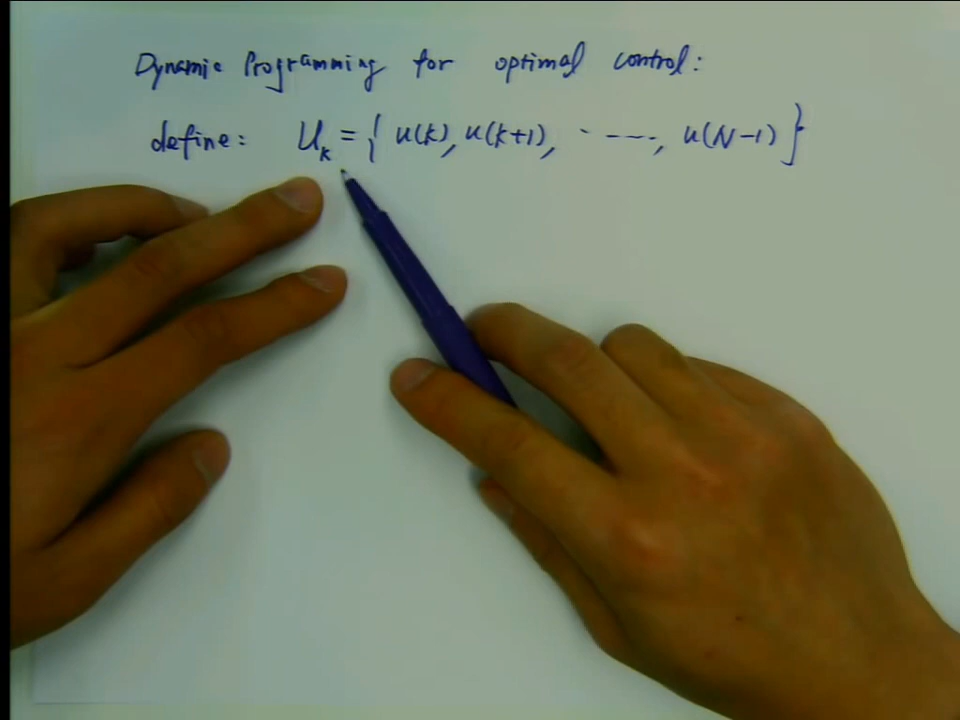 Dynamic Programming for optimal control:
define: U_k = { u(k), u(k+1), · ----, u(N-1) }